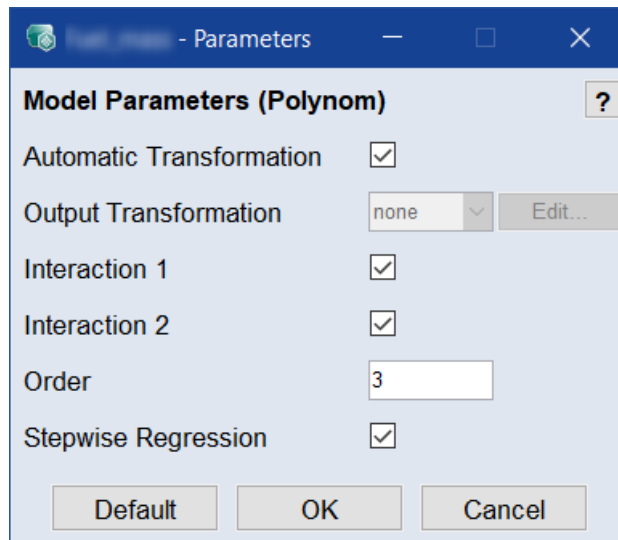 - Parameters
Model Parameters (Polynom) ?
Automatic Transformation
Output Transformation none Edit...
Interaction 1
Interaction 2
Order 3
Stepwise Regression
Default OK Cancel